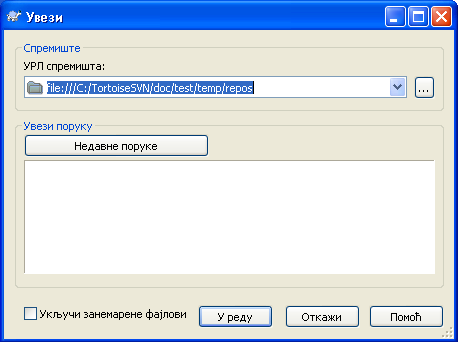 Увези
Спремиште
УРЛ спремишта:
file:///C:/TortoiseSVN/doc/test/temp/repos
...
Увези поруку
Недавне поруке
Укључи занемарене фајлови
У реду
Откажи
Помоћ